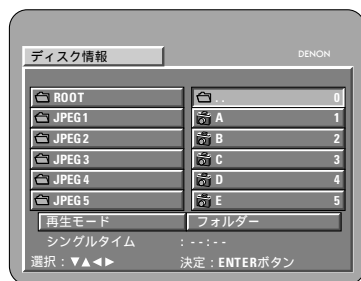 ディスク情報 DENON
ROOT .. 0
JPEG1 A 1
JPEG2 B 2
JPEG3 C 3
JPEG4 D 4
JPEG5 E 5
再生モード フォルダー
シングルタイム : --:--
選択：▼▲◀▶ 決定：ENTERボタン